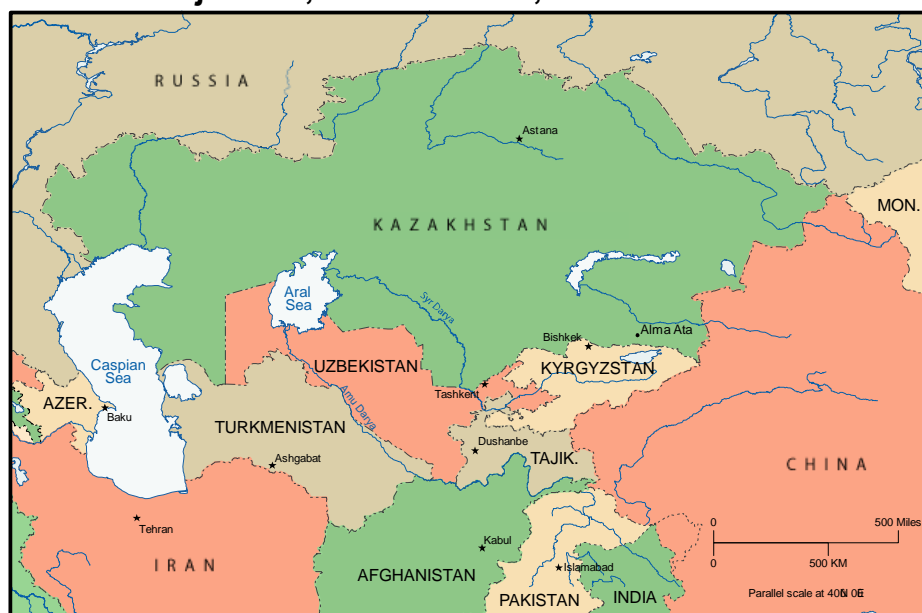 RUSSIA
Astana
MON.
KAZAKHSTAN
Aral
Sea
Syr Darya
Alma Ata
Bishkek
UZBEKISTAN
KYRGYZSTAN
Caspian
Sea
Tashkent
Amu Darya
AZER.
Baku
TURKMENISTAN
Dushanbe
TAJIK.
Ashgabat
CHINA
Tehran
0
500 Miles
IRAN
Kabul
0
500 KM
AFGHANISTAN
Islamabad
PAKISTAN
INDIA
Parallel scale at